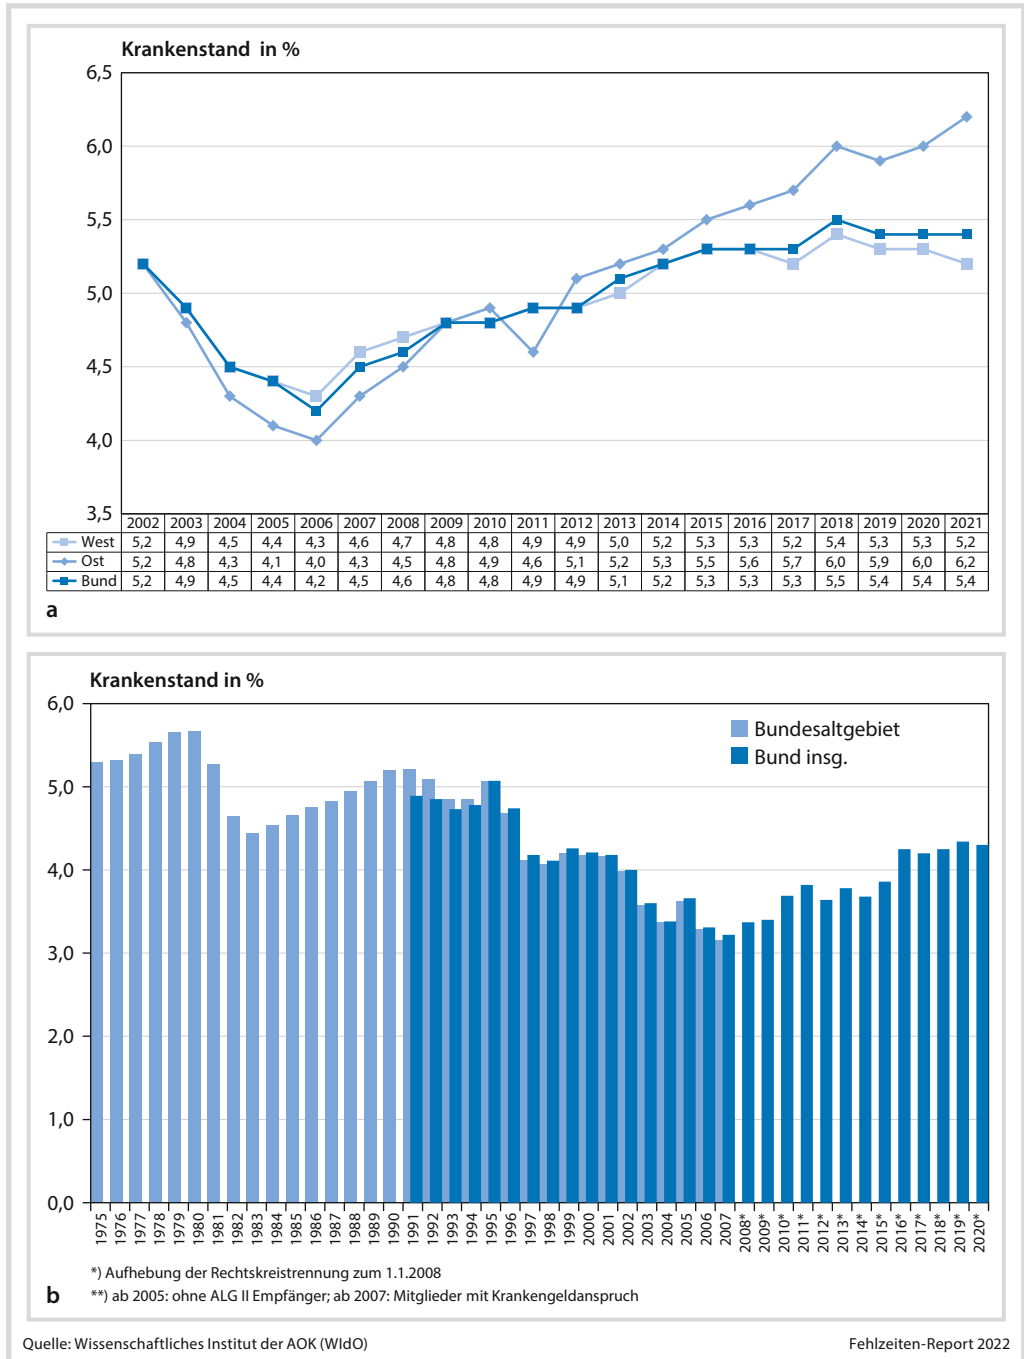 Krankenstand in %
6,5
6,0
5,5
5,0
4,5
4,0
3,5
2002 2003 2004 2005 2006 2007 2008 2009 2010 2011 2012 2013 2014 2015 2016 2017 2018 2019 2020 2021
West 5,2 4,9 4,5 4,4 4,3 4,6 4,7 4,8 4,8 4,9 4,9 5,0 5,2 5,3 5,3 5,2 5,4 5,3 5,3 5,2
Ost 5,2 4,8 4,3 4,1 4,0 4,3 4,5 4,8 4,9 4,6 5,1 5,2 5,3 5,5 5,6 5,7 6,0 5,9 6,0 6,2
Bund 5,2 4,9 4,5 4,4 4,2 4,5 4,6 4,8 4,8 4,9 4,9 5,1 5,2 5,3 5,3 5,3 5,5 5,4 5,4 5,4
a
Krankenstand in %
6,0
5,0
4,0
3,0
2,0
1,0
0,0
Bundesaltgebiet
Bund insg.
1975 1976 1977 1978 1979 1980 1981 1982 1983 1984 1985 1986 1987 1988 1989 1990 1991 1992 1993 1994 1995 1996 1997 1998 1999 2000 2001 2002 2003 2004 2005 2006 2007 2008* 2009* 2010* 2011* 2012* 2013* 2014* 2015* 2016* 2017* 2018* 2019* 2020*
*) Aufhebung der Rechtskreistrennung zum 1.1.2008
b **) ab 2005: ohne ALG II Empfänger; ab 2007: Mitglieder mit Krankengeldanspruch
Quelle: Wissenschaftliches Institut der AOK (WIdO) Fehlzeiten-Report 2022